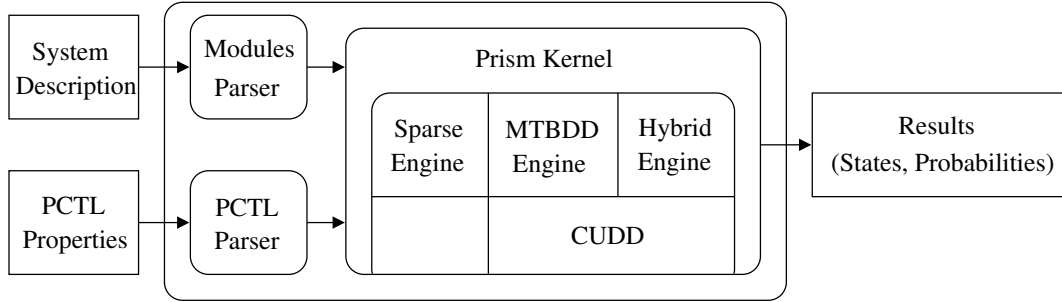 System
Description
Modules
Parser
Prism Kernel
Sparse
Engine
MTBDD
Engine
Hybrid
Engine
Results
(States, Probabilities)
PCTL
Properties
PCTL
Parser
CUDD